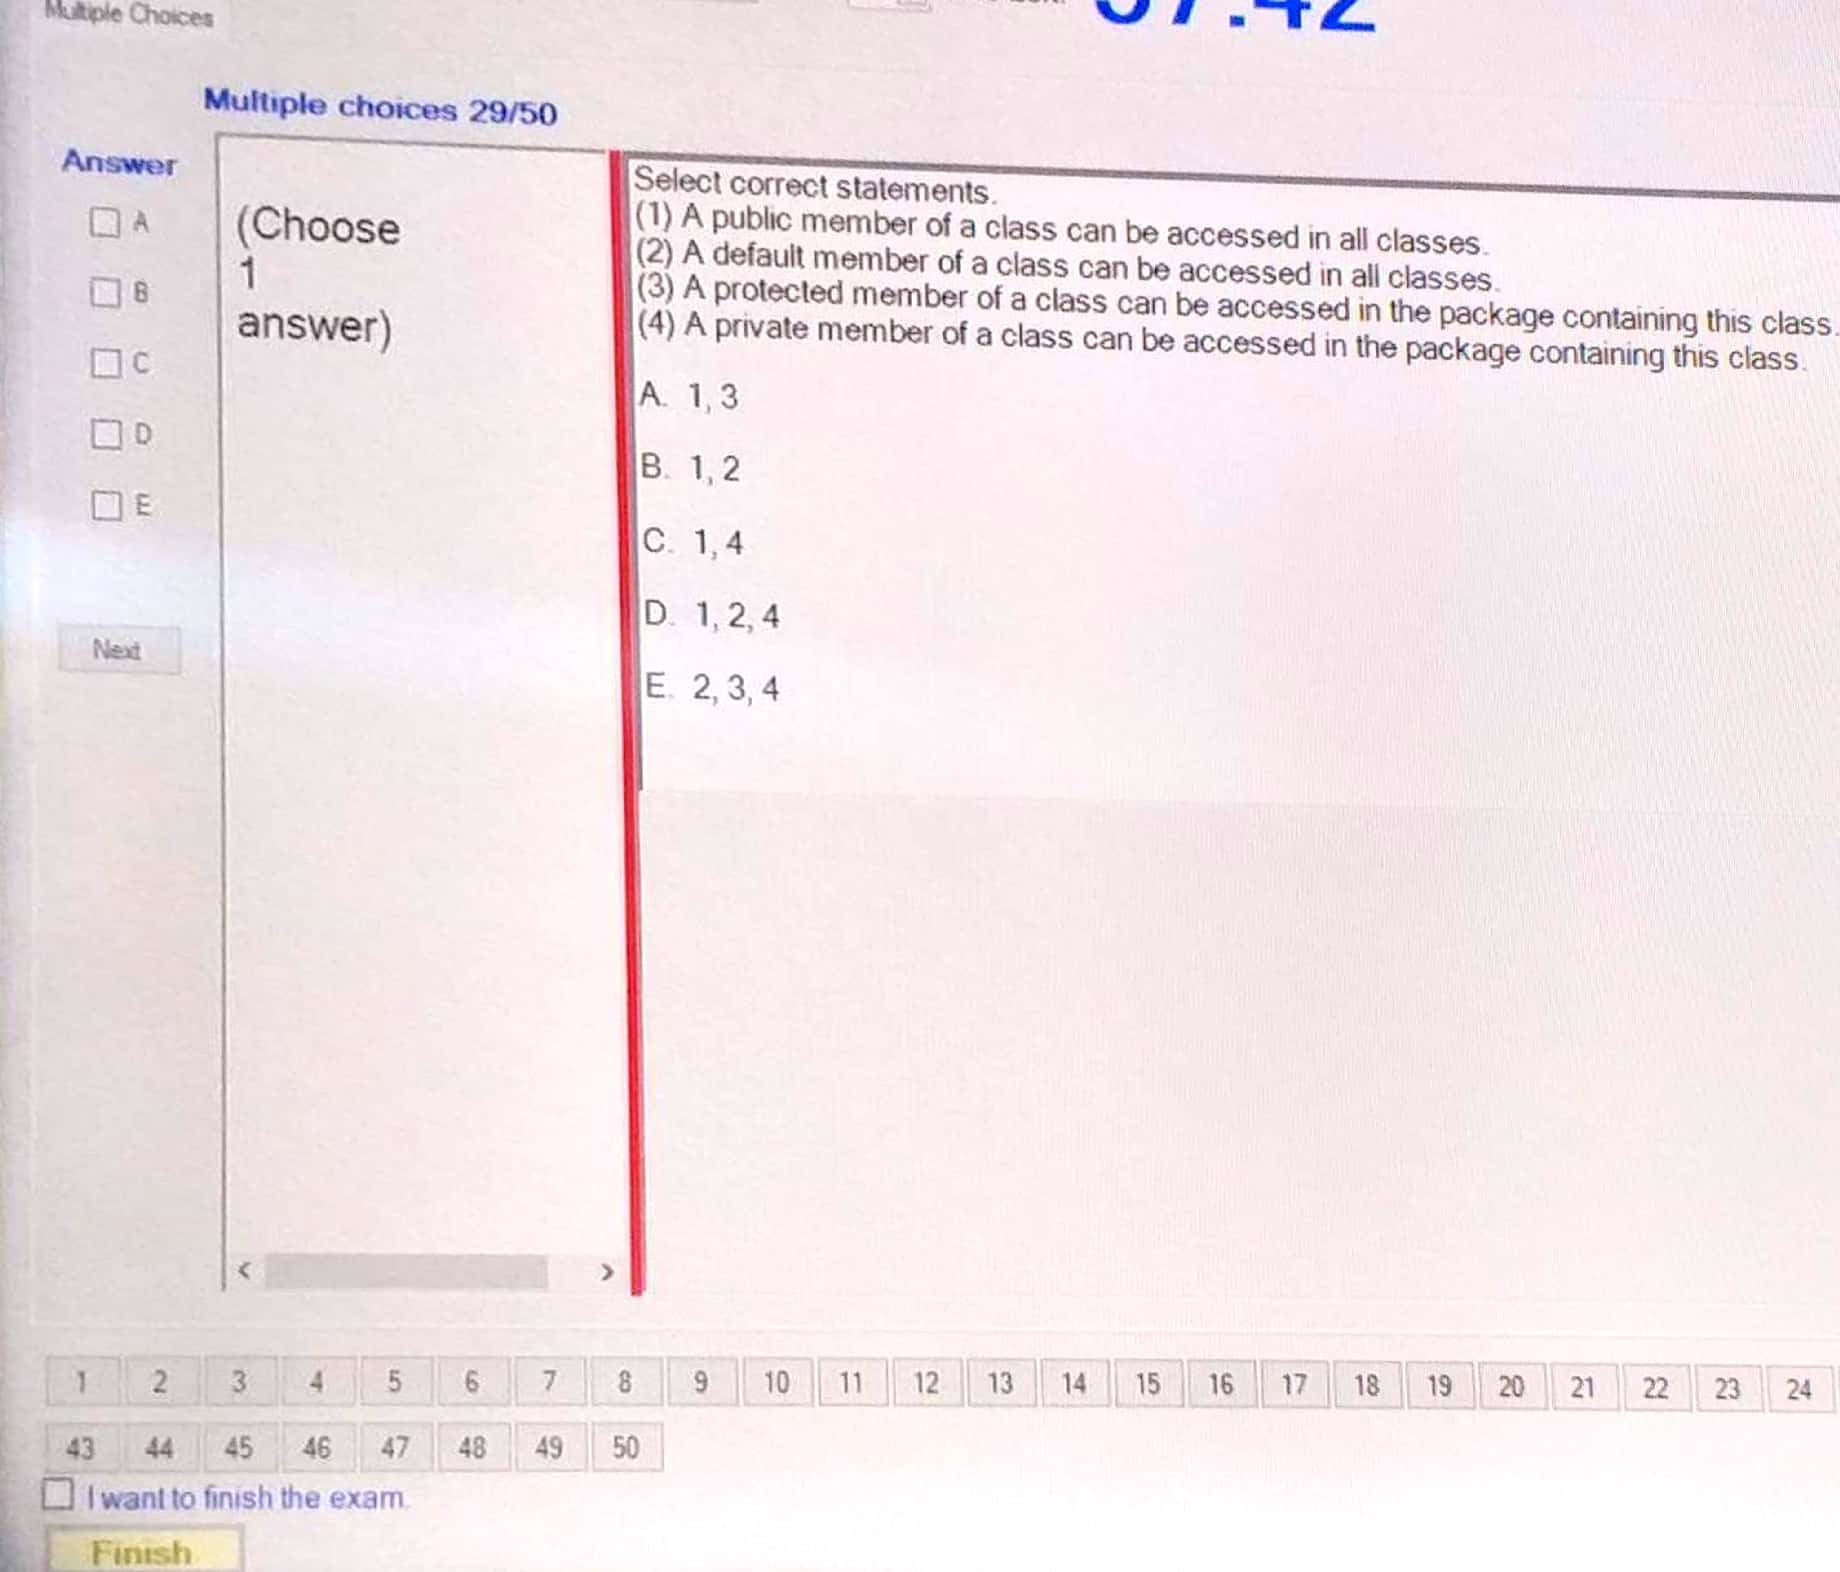 Multiple Choices
Multiple choices 29/50
Answer
A
B
C
D
E
Next
(Choose
1
answer)
Select correct statements.
(1) A public member of a class can be accessed in all classes.
(2) A default member of a class can be accessed in all classes.
(3) A protected member of a class can be accessed in the package containing this class.
(4) A private member of a class can be accessed in the package containing this class.
A. 1, 3
B. 1, 2
C. 1, 4
D. 1, 2, 4
E. 2, 3, 4
1 2 3 4 5 6 7 8 9 10 11 12 13 14 15 16 17 18 19 20 21 22 23 24
43 44 45 46 47 48 49 50
I want to finish the exam.
Finish